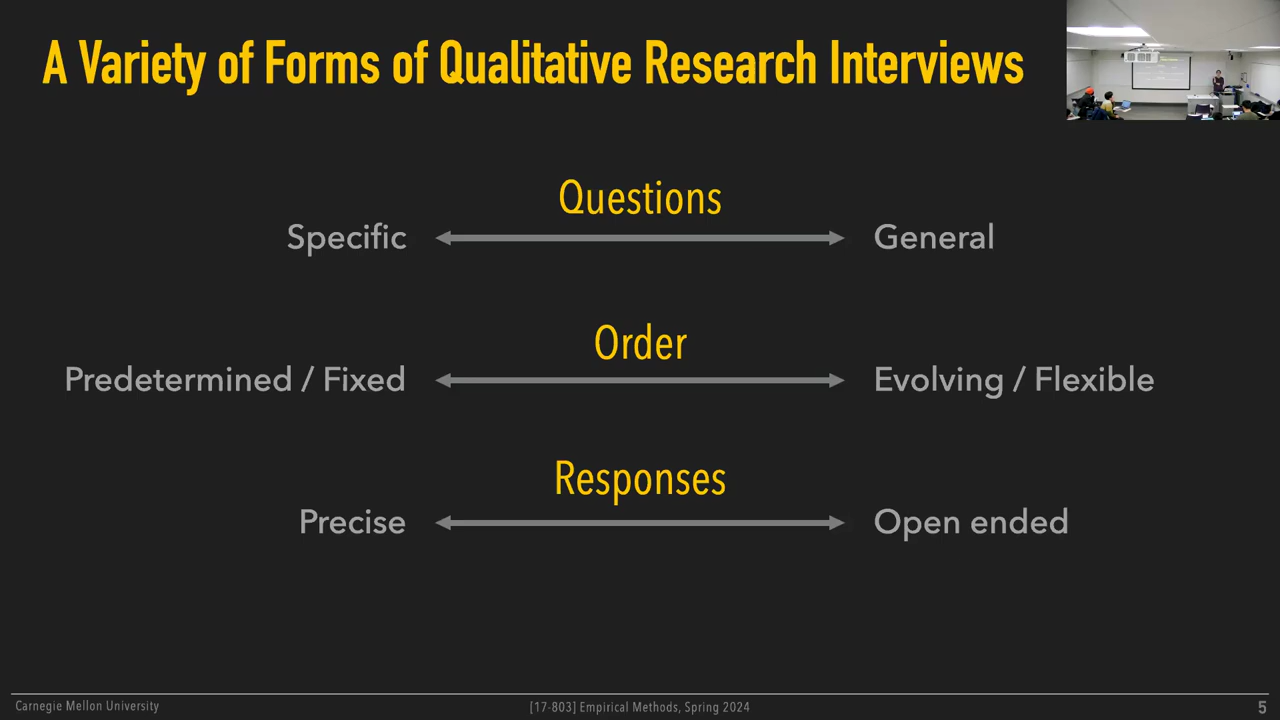 A Variety of Forms of Qualitative Research Interviews
Questions
Specific
General
Order
Predetermined / Fixed
Evolving / Flexible
Responses
Precise
Open ended
Carnegie Mellon University
[17-803] Empirical Methods, Spring 2024
5